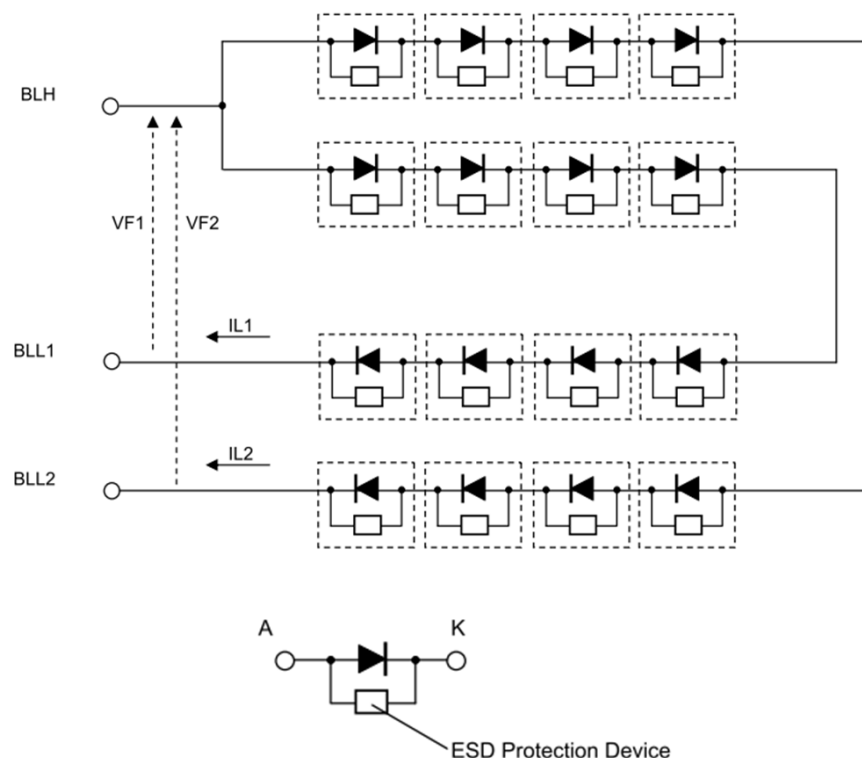 BLH
VF1
VF2
IL1
BLL1
IL2
BLL2
A
K
ESD Protection Device